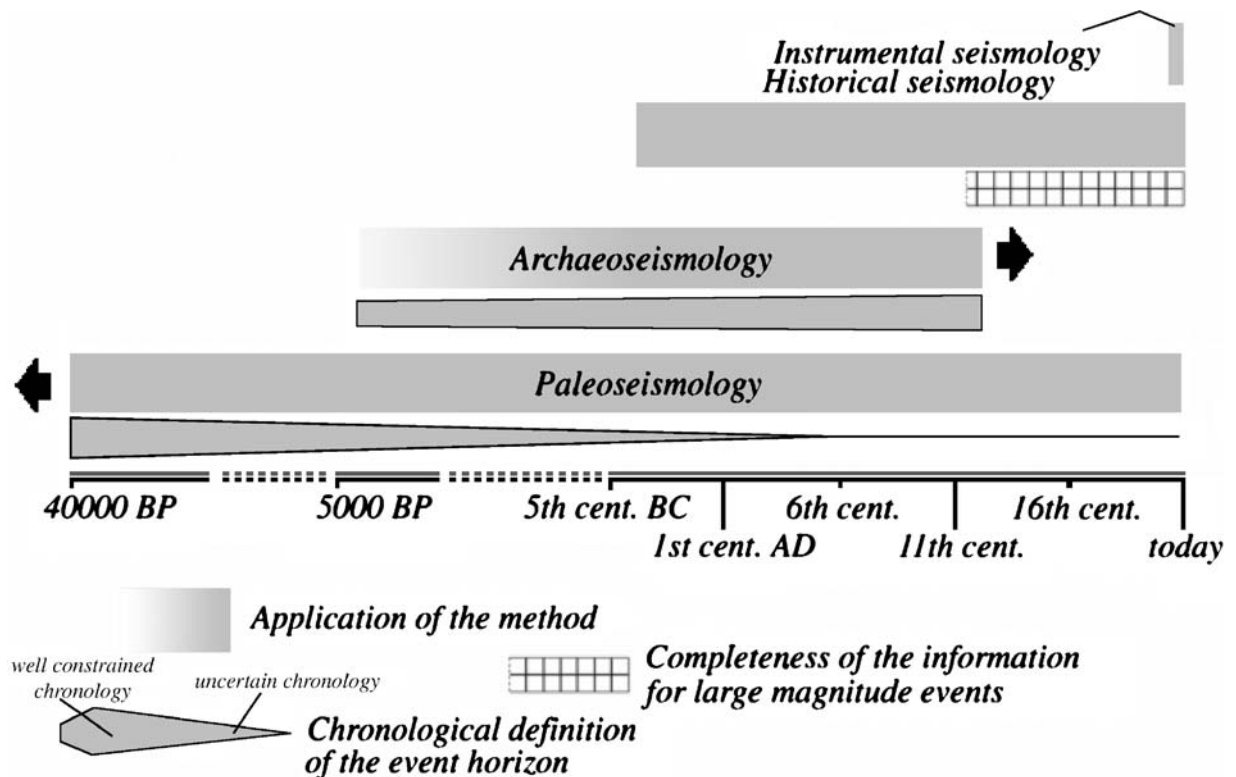 Instrumental seismology
Historical seismology
Archaeoseismology
Paleoseismology
40000 BP 5000 BP 5th cent. BC 6th cent. 16th cent.
1st cent. AD 11th cent. today
Application of the method
well constrained
chronology
uncertain chronology
Completeness of the information
for large magnitude events
Chronological definition
of the event horizon